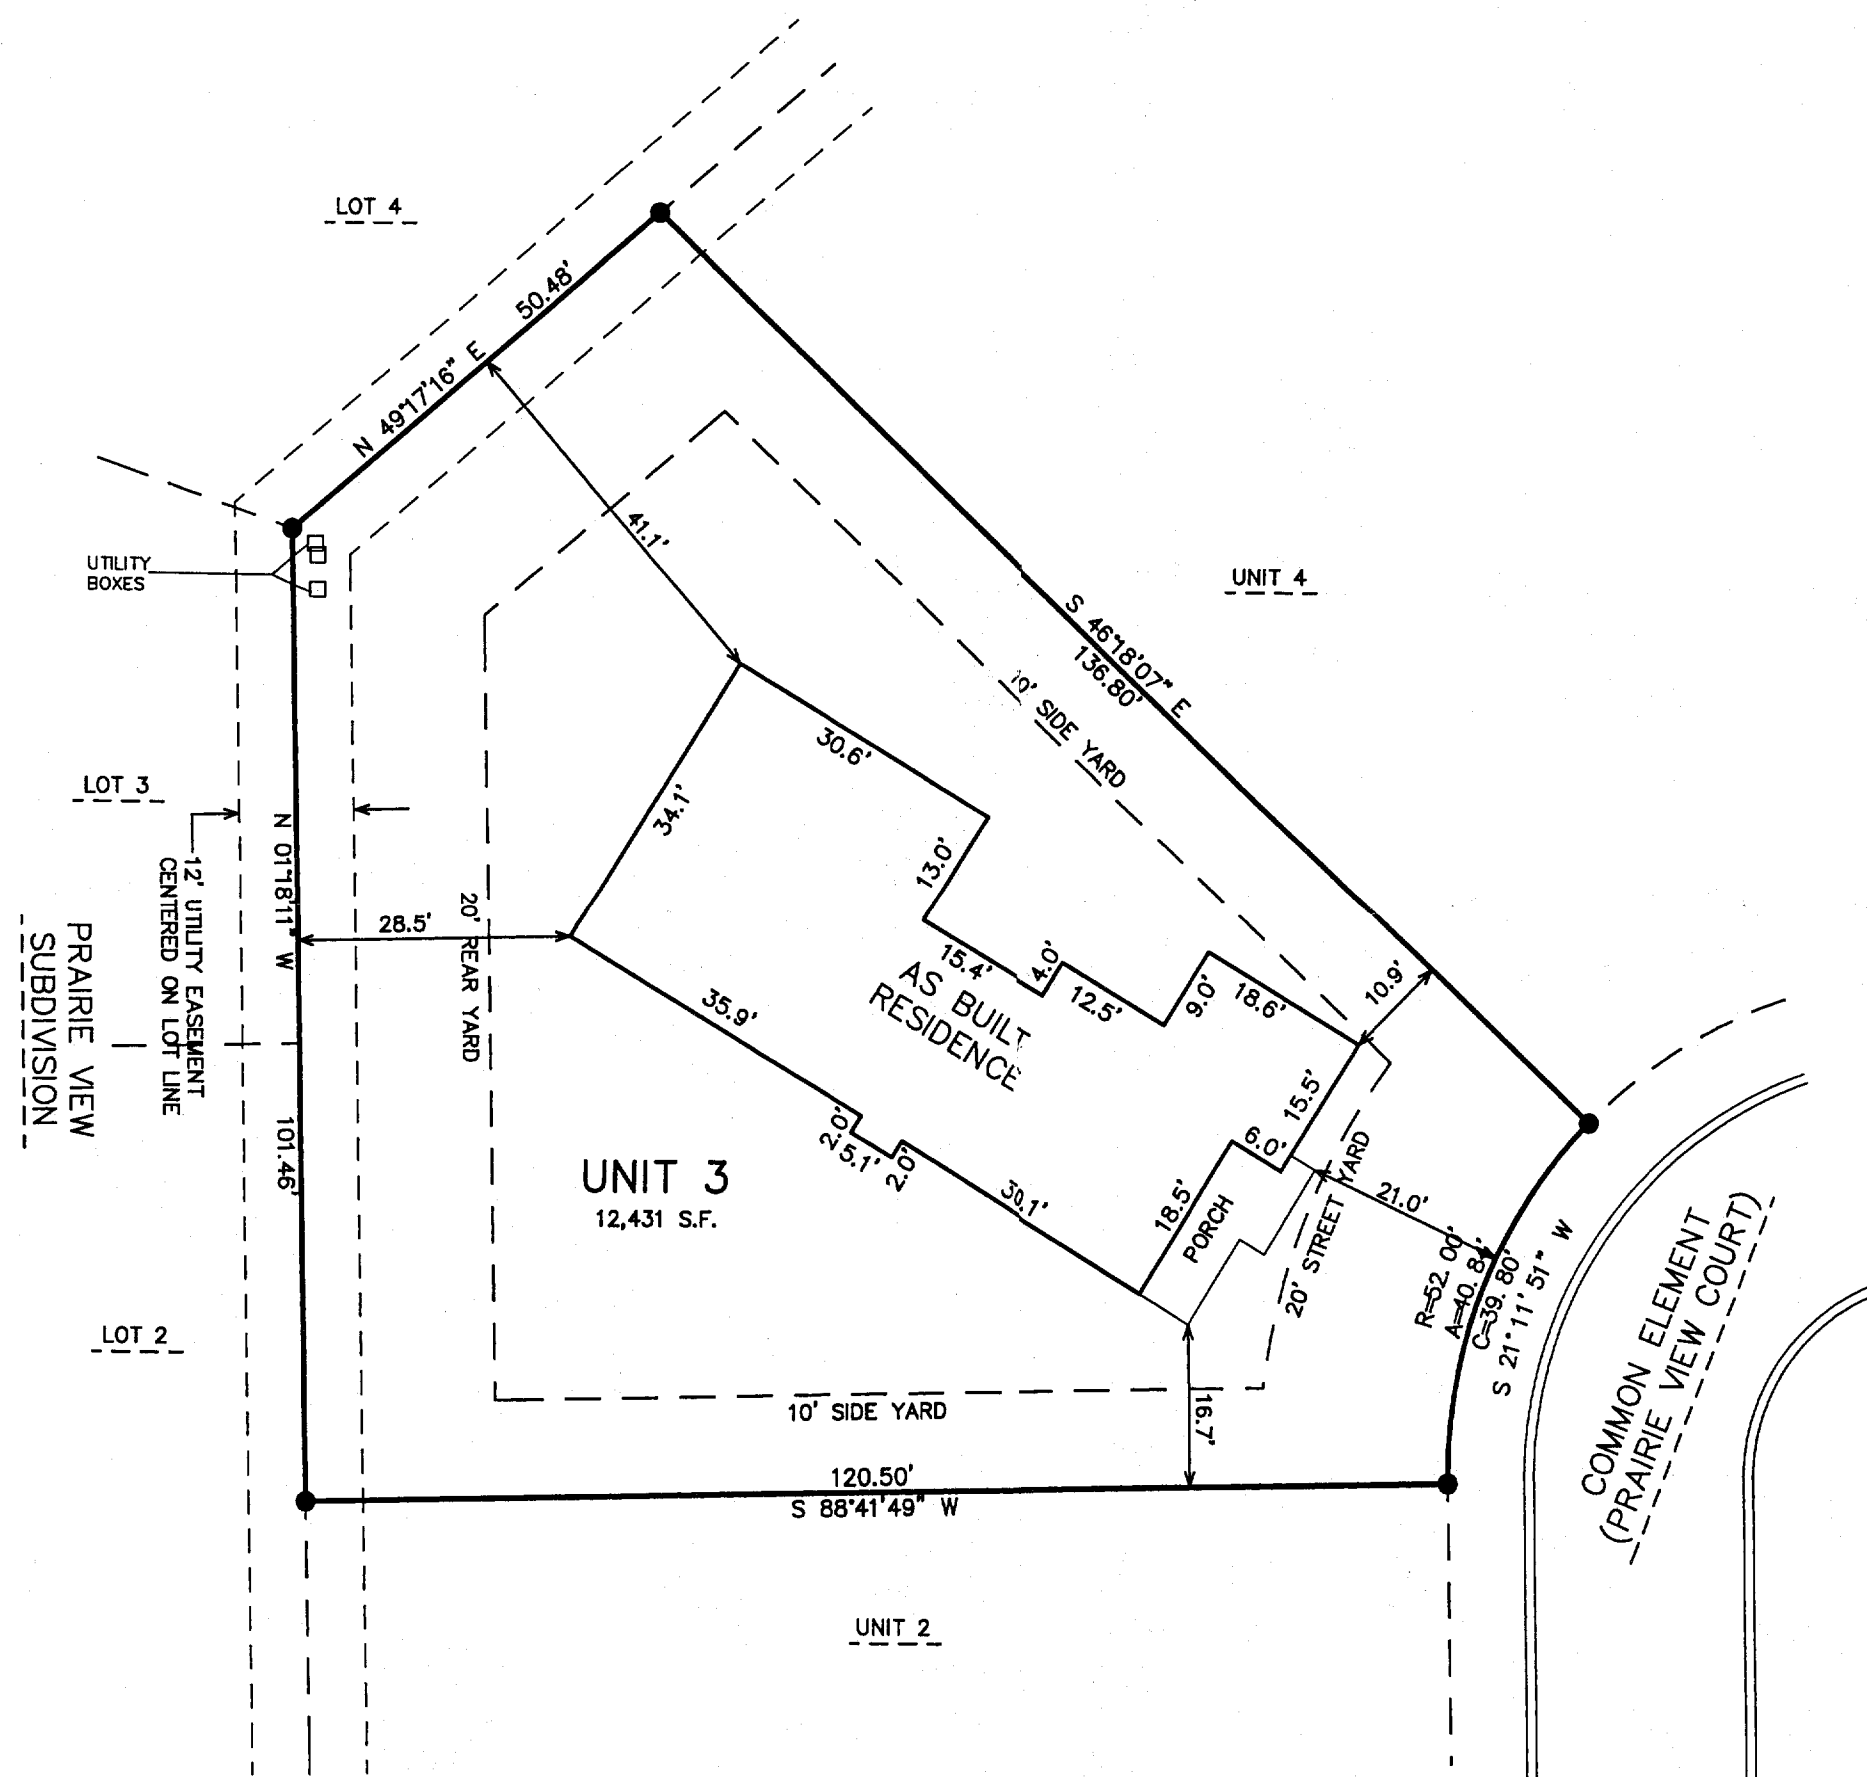 LOT 4
50.48'
N 49°17'16" E
41.1'
UTILITY
BOXES
UNIT 4
S 46°18'07" E
136.80'
10' SIDE YARD
30.6'
34.1'
13.0'
LOT 3
N 01°18'11" W
101.46'
12' UTILITY EASEMENT
CENTERED ON LOT LINE
PRAIRIE VIEW
SUBDIVISION
28.5'
20' REAR YARD
15.4'
4.0'
12.5'
9.0'
18.6'
10.9'
AS BUILT
RESIDENCE
35.9'
15.5'
6.0'
2.0'
5.1'
2.0'
30.1'
18.5'
PORCH
UNIT 3
12,431 S.F.
21.0'
20' STREET YARD
R=52.00'
A=40.84'
C=39.80'
S 21°11'51" W
COMMON ELEMENT
(PRAIRIE VIEW COURT)
LOT 2
10' SIDE YARD
16.7'
120.50'
S 88°41'49" W
UNIT 2